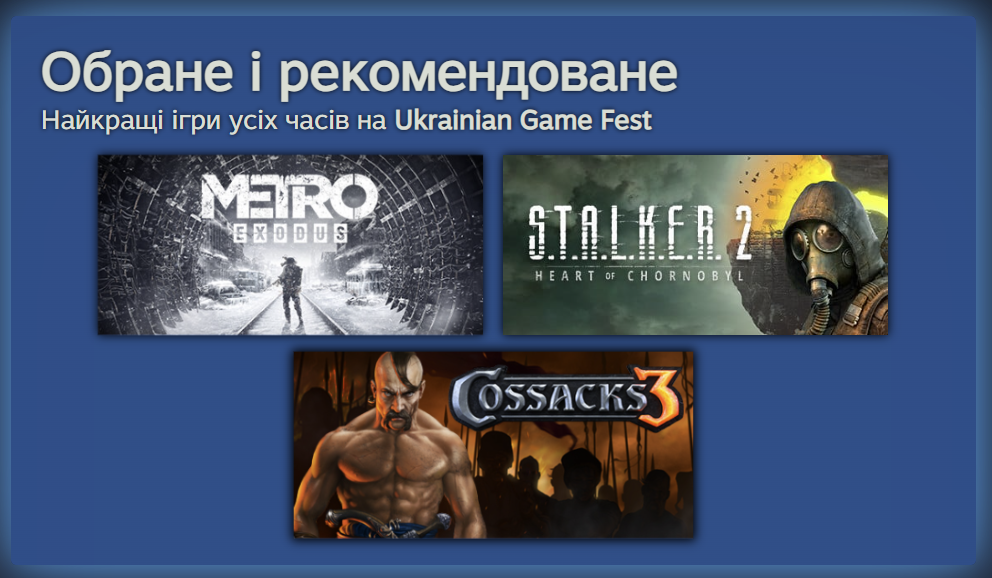 Обране і рекомендоване
Найкращі ігри усіх часів на Ukrainian Game Fest
METRO
EXODUS
S.T.A.L.K.E.R. 2
HEART OF CHORNOBYL
COSSACKS 3